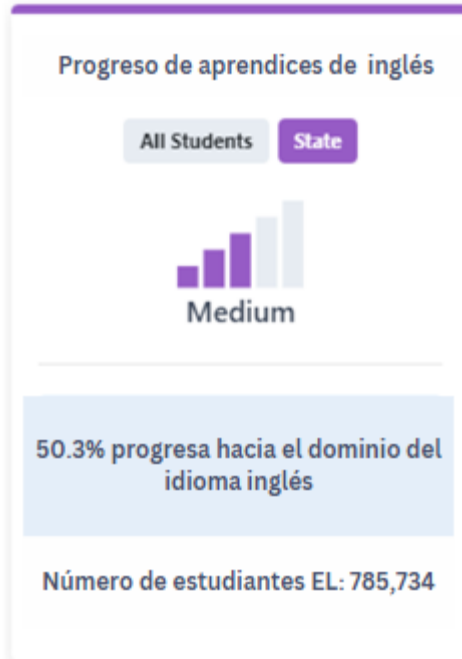 Progreso de aprendices de inglés
All Students
State
Medium
50.3% progresa hacia el dominio del
idioma inglés
Número de estudiantes EL: 785,734